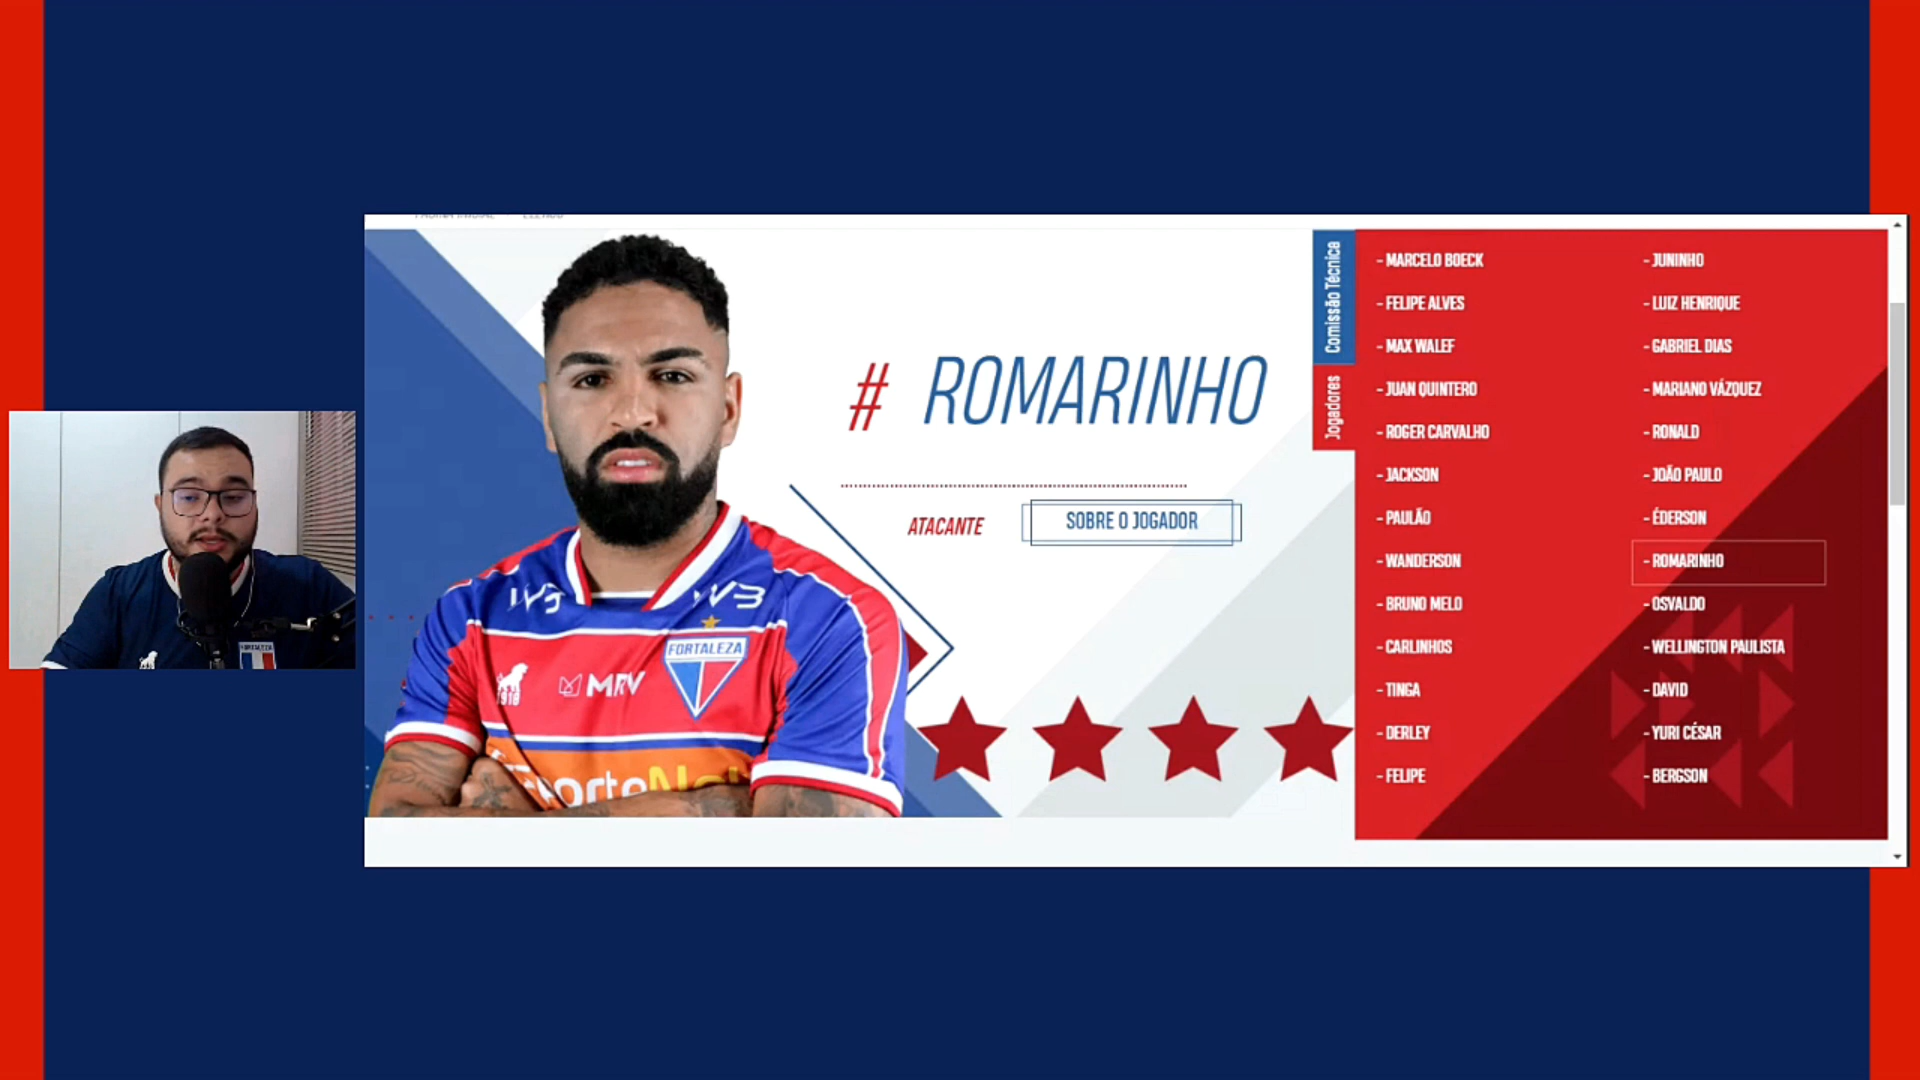 # ROMARINHO
ATACANTE
SOBRE O JOGADOR
Comissão Técnica
Jogadores
- MARCELO BOECK
- FELIPE ALVES
- MAX WALEF
- JUAN QUINTERO
- ROGER CARVALHO
- JACKSON
- PAULÃO
- WANDERSON
- BRUNO MELO
- CARLINHOS
- TINGA
- DERLEY
- FELIPE
- JUNINHO
- LUIZ HENRIQUE
- GABRIEL DIAS
- MARIANO VÁZQUEZ
- RONALD
- JOÃO PAULO
- ÉDERSON
- ROMARINHO
- OSVALDO
- WELLINGTON PAULISTA
- DAVID
- YURI CÉSAR
- BERGSON
FORTALEZA
1918
MRV
FORTALEZA